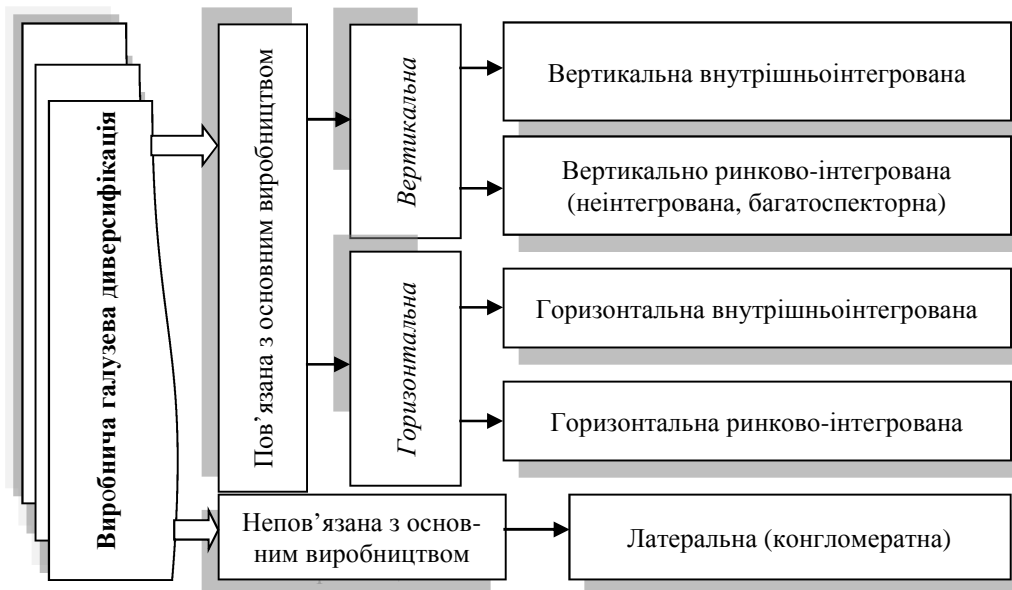 Виробнича галузева диверсифікація
Пов’язана з основним виробництвом
Вертикальна
Вертикальна внутрішньоінтегрована
Вертикально ринково-інтегрована
(неінтегрована, багатоспекторна)
Горизонтальна
Горизонтальна внутрішньоінтегрована
Горизонтальна ринково-інтегрована
Непов’язана з основ-
ним виробництвом
Латеральна (конгломератна)